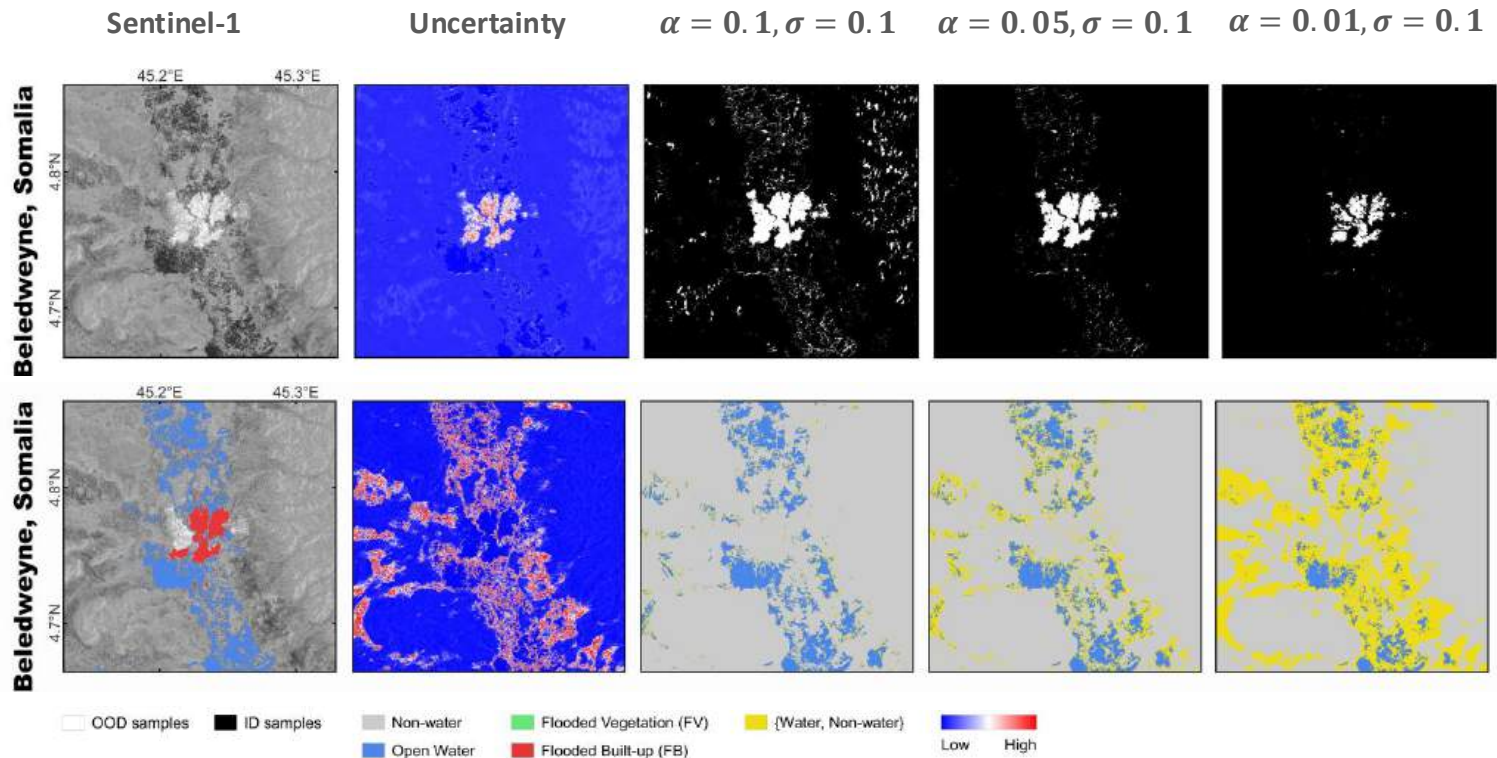 Sentinel-1 Uncertainty α = 0.1, σ = 0.1 α = 0.05, σ = 0.1 α = 0.01, σ = 0.1
45.2°E 45.3°E
Beledweyne, Somalia
4.8°N
4.7°N
45.2°E 45.3°E
Beledweyne, Somalia
4.8°N
4.7°N
OOD samples ID samples Non-water Flooded Vegetation (FV) {Water, Non-water}
Open Water Flooded Built-up (FB) Low High